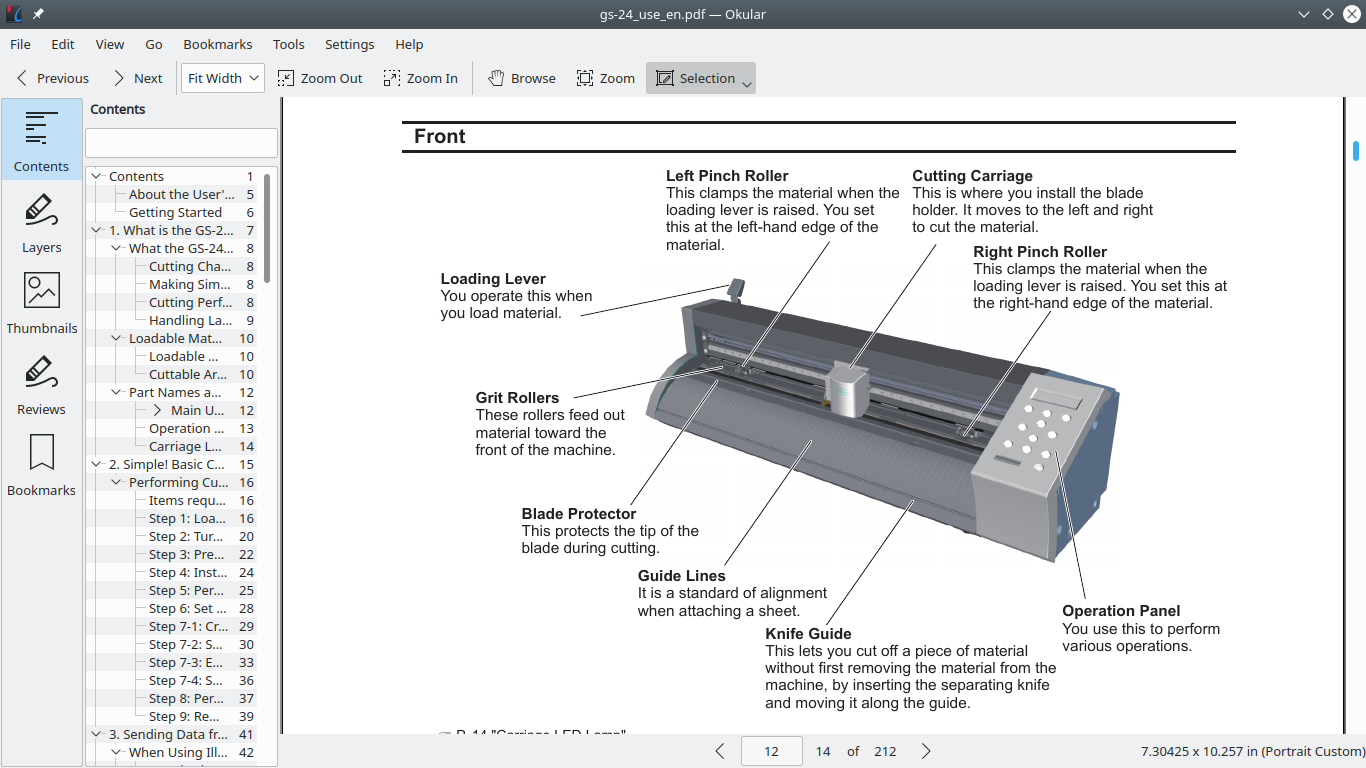 gs-24_use_en.pdf — Okular
File Edit View Go Bookmarks Tools Settings Help
Previous Next Fit Width Zoom Out Zoom In Browse Zoom Selection
Contents
Layers
Thumbnails
Reviews
Bookmarks
Contents
Contents 1
About the User'... 5
Getting Started 6
1. What is the GS-2... 7
What the GS-24... 8
Cutting Cha... 8
Making Sim... 8
Cutting Perf... 8
Handling La... 9
Loadable Mat... 10
Loadable ... 10
Cuttable Ar... 10
Part Names a... 12
Main U... 12
Operation ... 13
Carriage L... 14
2. Simple! Basic C... 15
Performing Cu... 16
Items requ... 16
Step 1: Loa... 16
Step 2: Tur... 20
Step 3: Pre... 22
Step 4: Inst... 24
Step 5: Per... 25
Step 6: Set ... 28
Step 7-1: Cr... 29
Step 7-2: S... 30
Step 7-3: E... 33
Step 7-4: S... 36
Step 8: Per... 37
Step 9: Re... 39
3. Sending Data fr... 41
When Using Ill... 42
Front
Left Pinch Roller
This clamps the material when the
loading lever is raised. You set
this at the left-hand edge of the
material.
Cutting Carriage
This is where you install the blade
holder. It moves to the left and right
to cut the material.
Right Pinch Roller
This clamps the material when the
loading lever is raised. You set this at
the right-hand edge of the material.
Loading Lever
You operate this when
you load material.
Grit Rollers
These rollers feed out
material toward the
front of the machine.
Blade Protector
This protects the tip of the
blade during cutting.
Guide Lines
It is a standard of alignment
when attaching a sheet.
Knife Guide
This lets you cut off a piece of material
without first removing the material from the
machine, by inserting the separating knife
and moving it along the guide.
Operation Panel
You use this to perform
various operations.
P. 14 "Carriage LED Lamp"
12 14 of 212
7.30425 x 10.257 in (Portrait Custom)